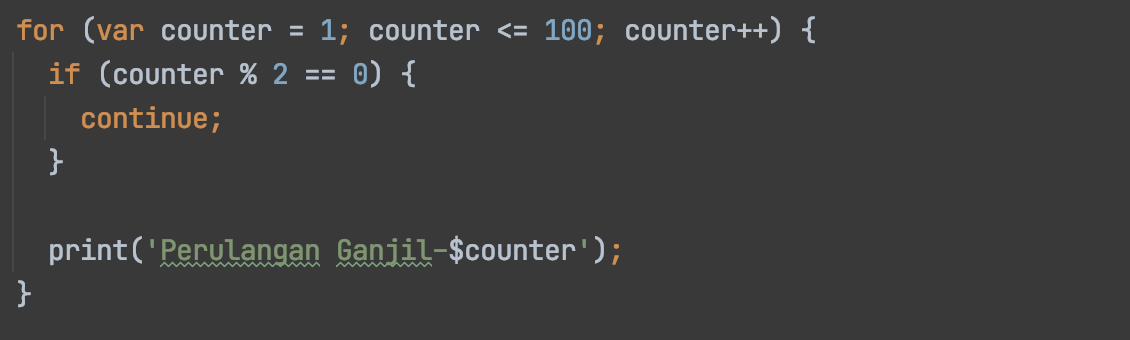 for (var counter = 1; counter <= 100; counter++) {
  if (counter % 2 == 0) {
    continue;
  }

  print('Perulangan Ganjil-$counter');
}